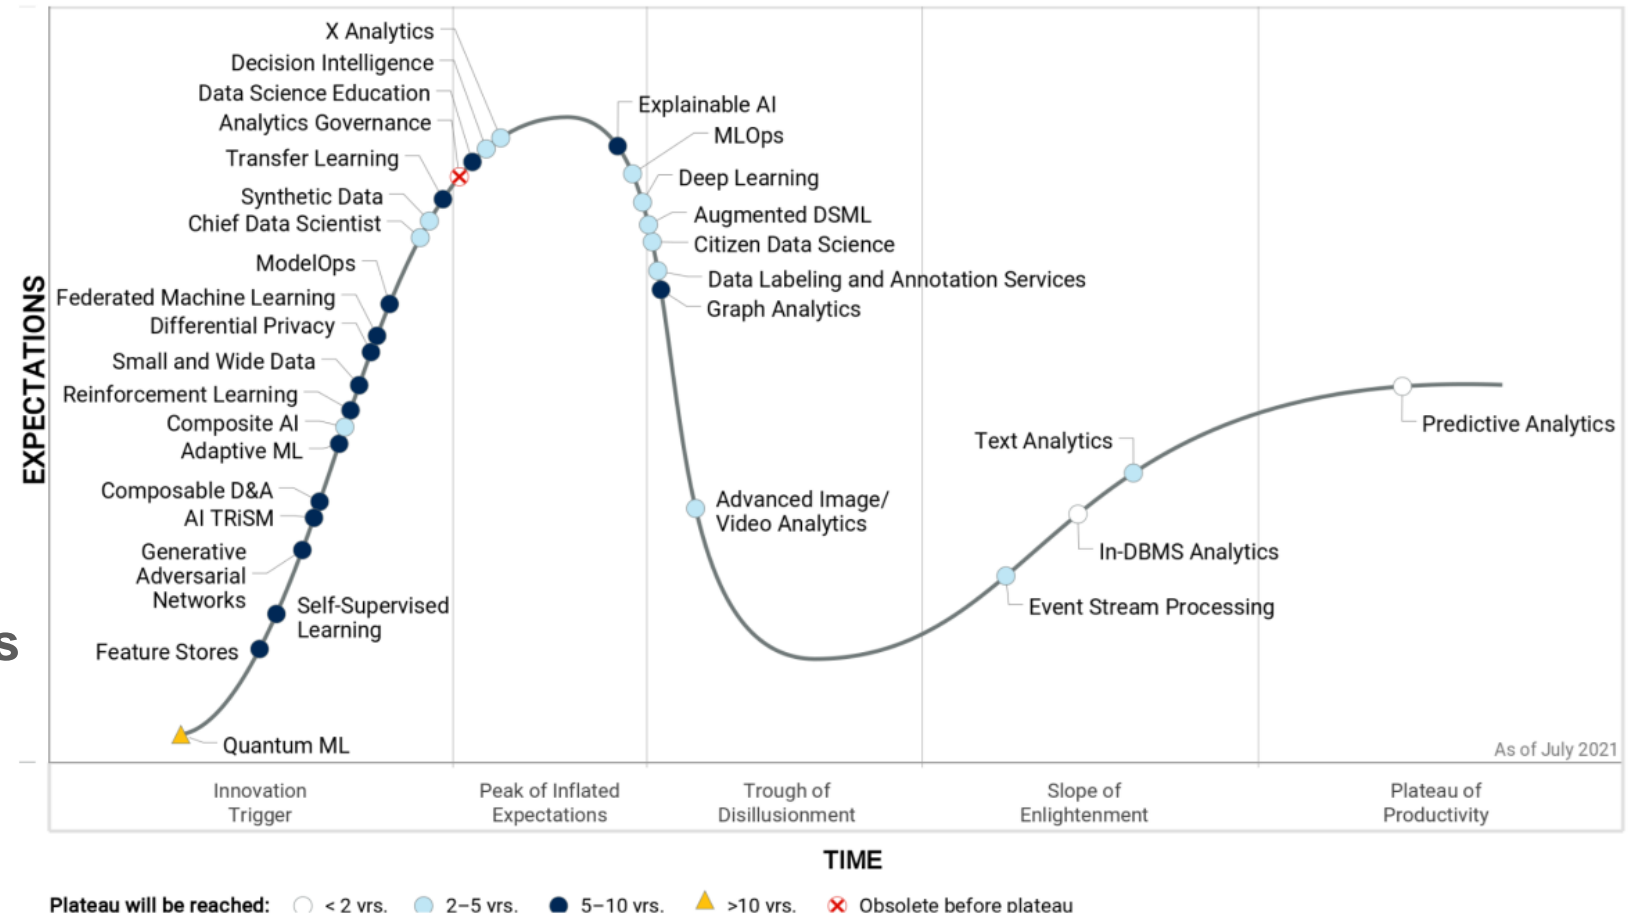 X Analytics
Decision Intelligence
Data Science Education
Analytics Governance
Transfer Learning
Synthetic Data
Chief Data Scientist
ModelOps
Federated Machine Learning
Differential Privacy
Small and Wide Data
Reinforcement Learning
Composite AI
Adaptive ML
Composable D&A
AI TRiSM
Generative
Adversarial
Networks
Self-Supervised
Learning
Feature Stores
Quantum ML
Explainable AI
MLOps
Deep Learning
Augmented DSML
Citizen Data Science
Data Labeling and Annotation Services
Graph Analytics
Advanced Image/
Video Analytics
Text Analytics
In-DBMS Analytics
Event Stream Processing
Predictive Analytics
EXPECTATIONS
s
As of July 2021
Innovation
Trigger
Peak of Inflated
Expectations
Trough of
Disillusionment
Slope of
Enlightenment
Plateau of
Productivity
TIME
Plateau will be reached: < 2 yrs. 2–5 yrs. 5–10 yrs. >10 yrs. Obsolete before plateau